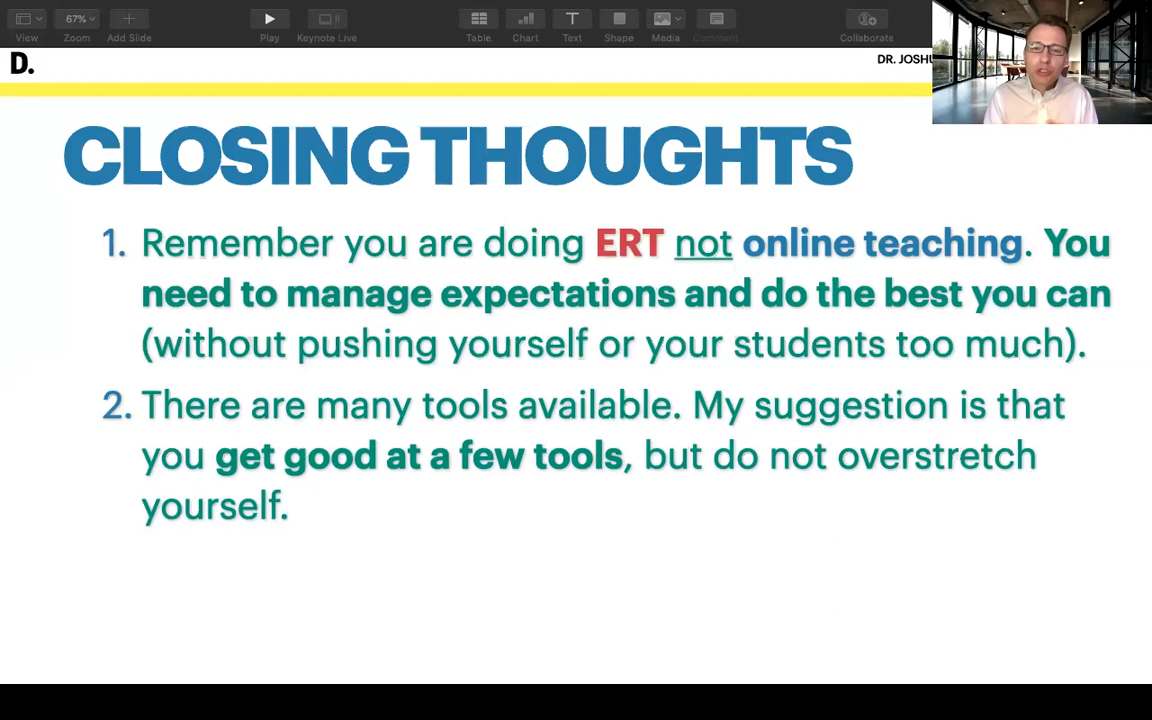 67%
View
Zoom
Add Slide
Play
Keynote Live
Table
Chart
Text
Shape
Media
Comment
Collaborate
D.
DR.
CLOSING THOUGHTS
1. Remember you are doing ERT not online teaching. You
need to manage expectations and do the best you can
(without pushing yourself or your students too much).
2. There are many tools available. My suggestion is that
you get good at a few tools, but do not overstretch
yourself.